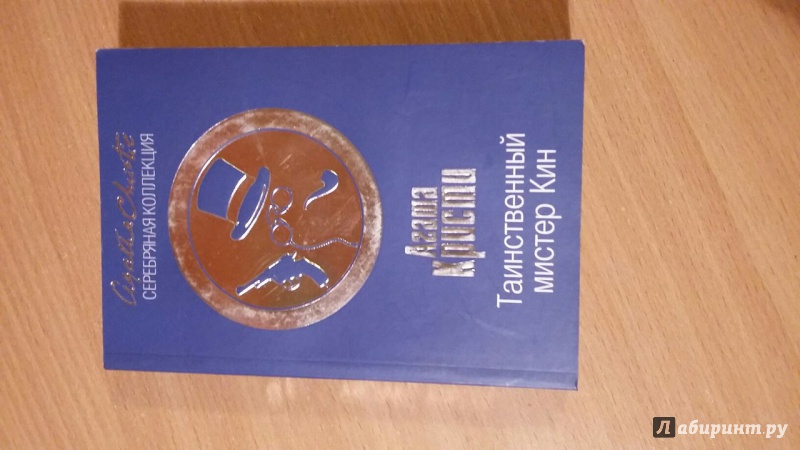 Agatha Christie
СЕРЕБРЯНАЯ КОЛЛЕКЦИЯ
Агата
Кристи
Таинственный
мистер Кин
Лабиринт.ру